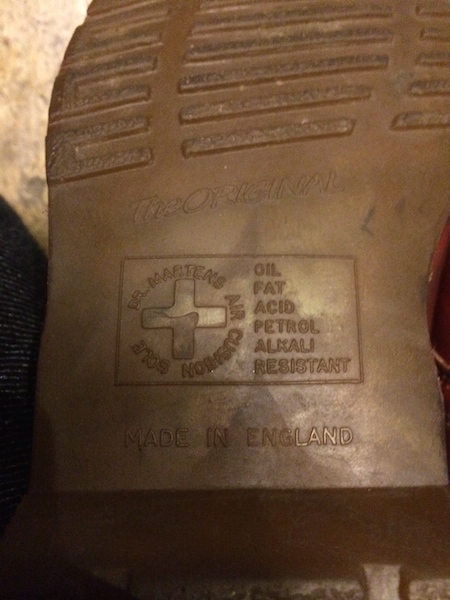 The ORIGINAL
DR. MARTENS AIR CUSHION SOLE
OIL
FAT
ACID
PETROL
ALKALI
RESISTANT
MADE IN ENGLAND